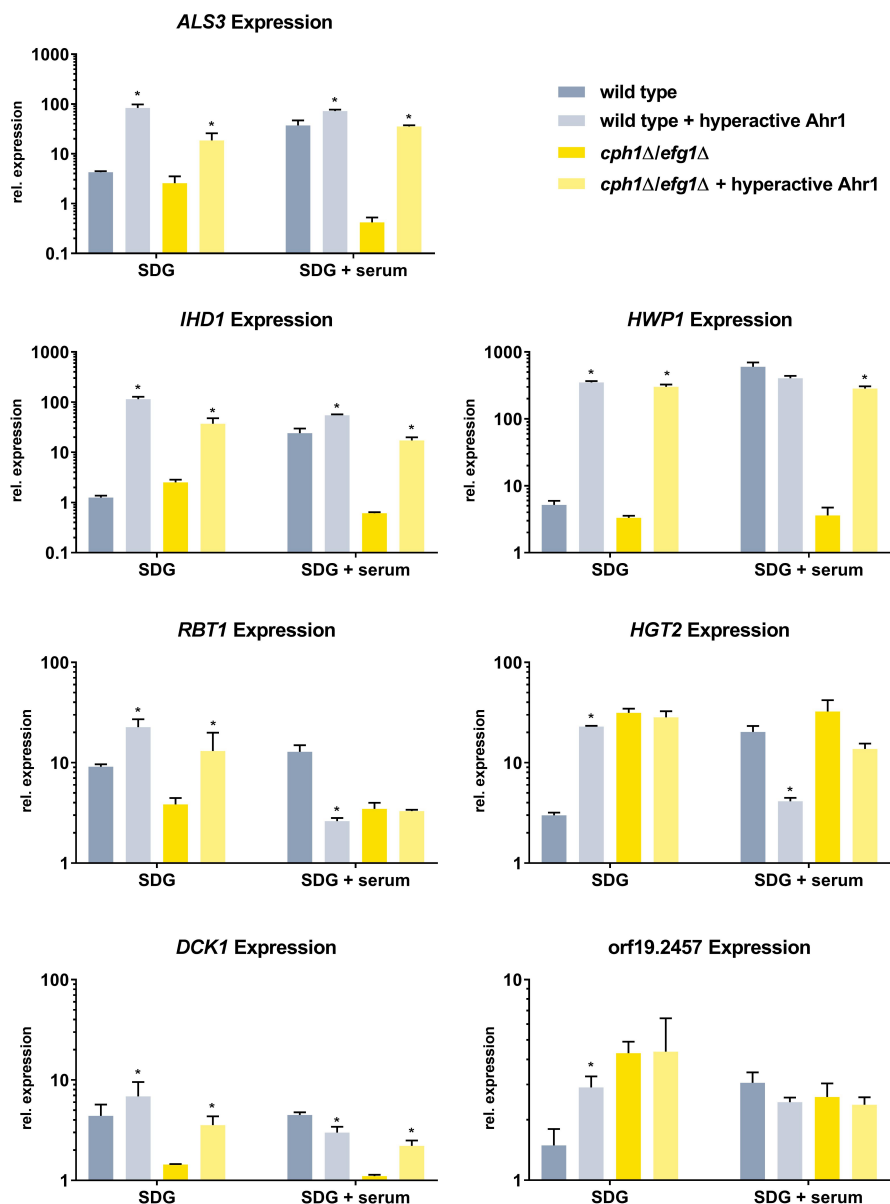 ALS3 Expression
1000
100
10
1
0.1
rel. expression
*
*
*
*
SDG
SDG + serum
wild type
wild type + hyperactive Ahr1
cph1Δ/efg1Δ
cph1Δ/efg1Δ + hyperactive Ahr1
IHD1 Expression
1000
100
10
1
0.1
rel. expression
*
*
*
*
SDG
SDG + serum
HWP1 Expression
1000
100
10
1
rel. expression
*
*
*
SDG
SDG + serum
RBT1 Expression
100
10
1
rel. expression
*
*
*
SDG
SDG + serum
HGT2 Expression
100
10
1
rel. expression
*
*
SDG
SDG + serum
DCK1 Expression
100
10
1
rel. expression
*
*
*
*
SDG
SDG + serum
orf19.2457 Expression
10
1
rel. expression
*
SDG
SDG + serum